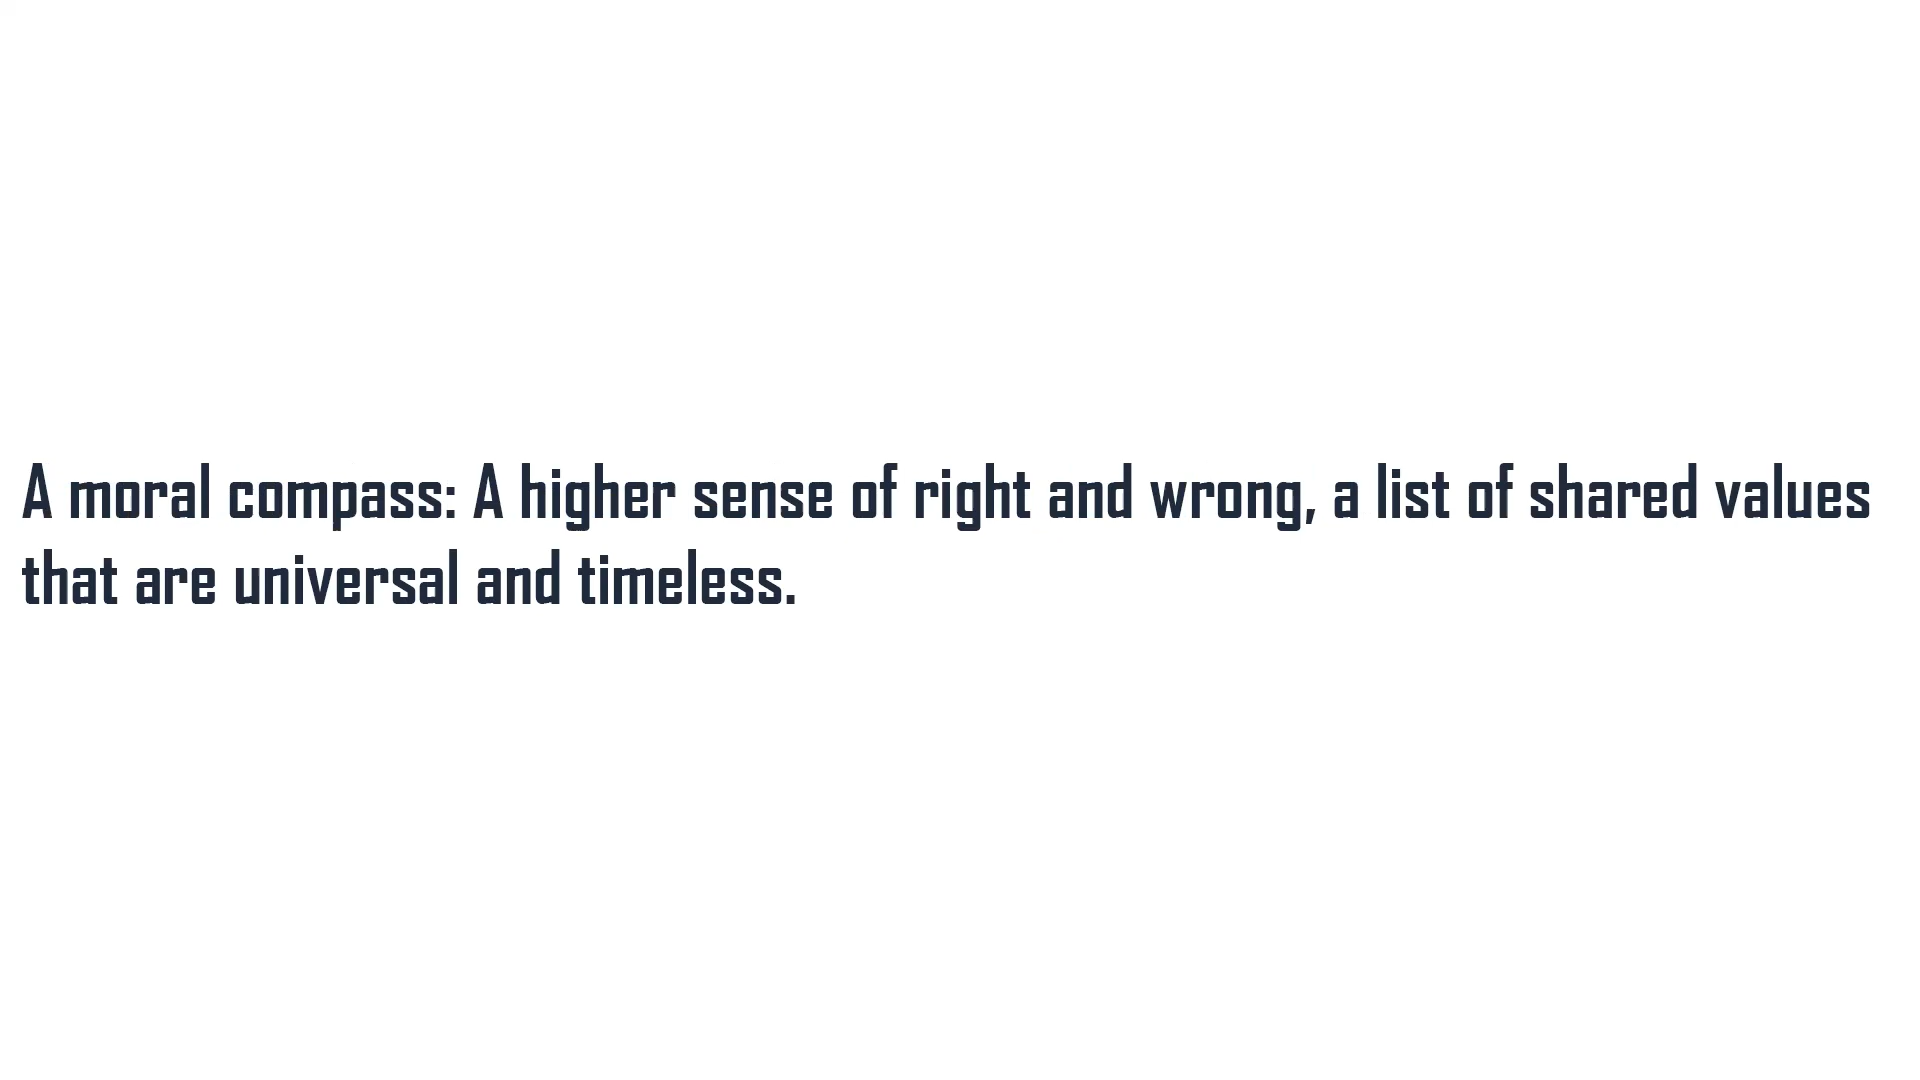 A moral compass: A higher sense of right and wrong, a list of shared values
that are universal and timeless.